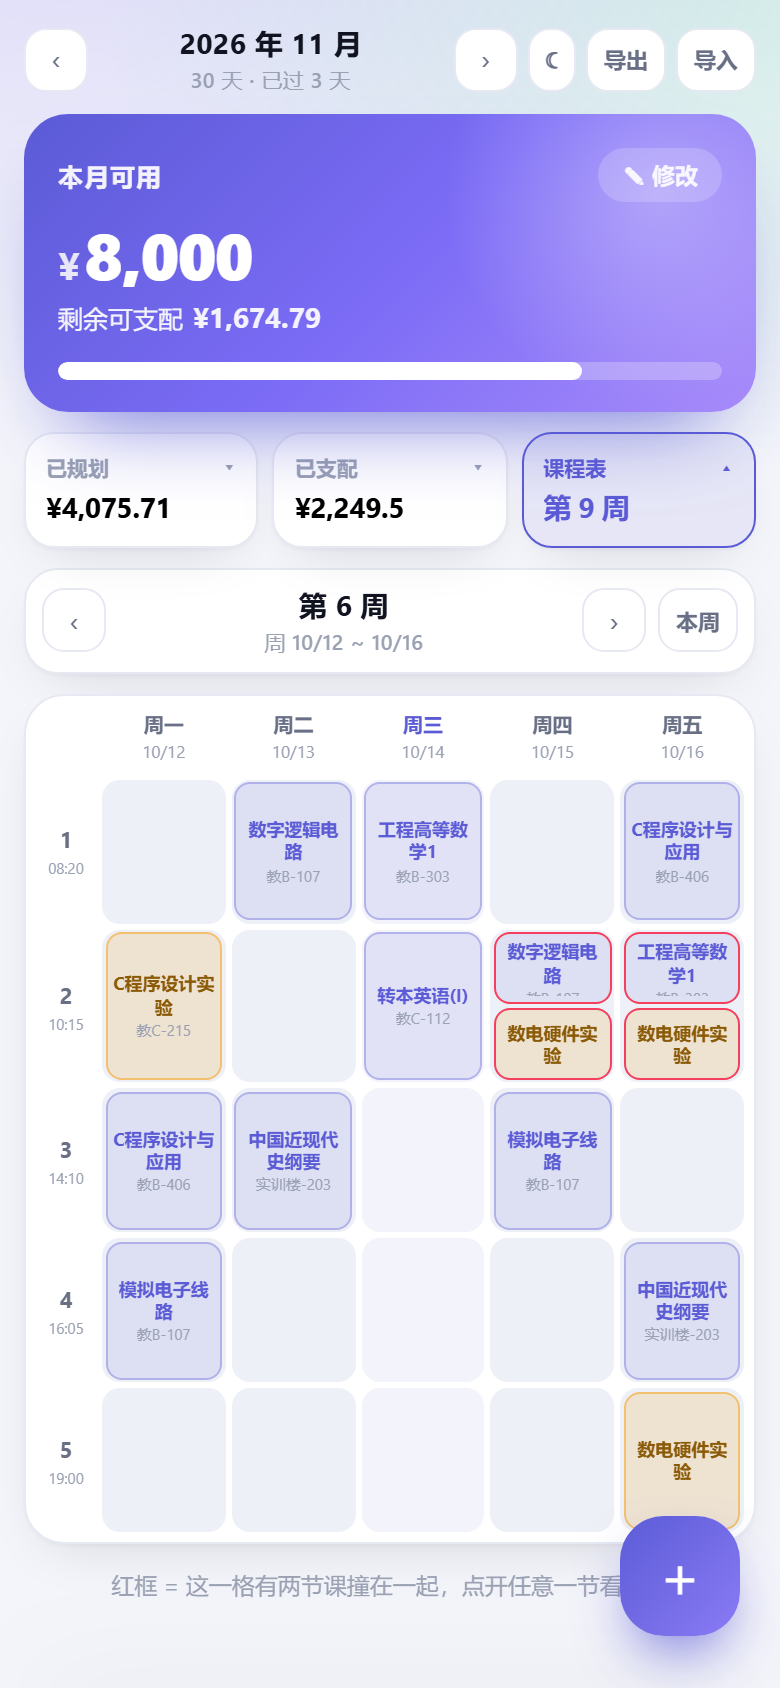 ‹
2026 年 11 月
30 天 · 已过 3 天
›
☾
导出
导入
本月可用
✎ 修改
¥8,000
剩余可支配 ¥1,674.79
已规划 ▾
¥4,075.71
已支配 ▾
¥2,249.5
课程表 ▴
第 9 周
‹
第 6 周
周 10/12 ~ 10/16
›
本周
周一 周二 周三 周四 周五
10/12 10/13 10/14 10/15 10/16
1
08:20
数字逻辑电
路
教B-107
工程高等数
学1
教B-303
C程序设计与
应用
教B-406
2
10:15
C程序设计实
验
教C-215
转本英语(I)
教C-112
数字逻辑电
路
数电硬件实
验
工程高等数
学1
数电硬件实
验
3
14:10
C程序设计与
应用
教B-406
中国近现代
史纲要
实训楼-203
模拟电子线
路
教B-107
4
16:05
模拟电子线
路
教B-107
中国近现代
史纲要
实训楼-203
5
19:00
数电硬件实
验
红框 = 这一格有两节课撞在一起，点开任意一节看
+